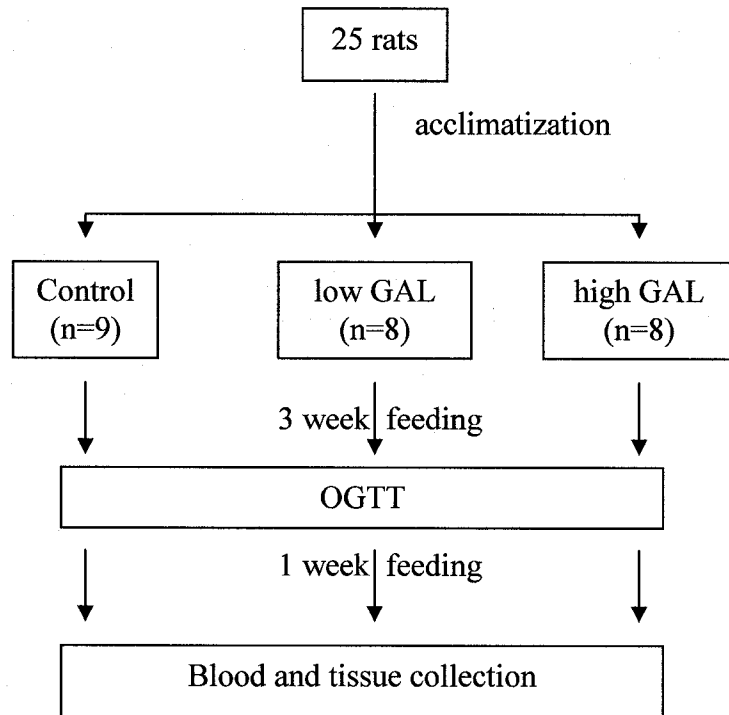 25 rats
acclimatization
Control
(n=9)
low GAL
(n=8)
high GAL
(n=8)
3 week feeding
OGTT
1 week feeding
Blood and tissue collection